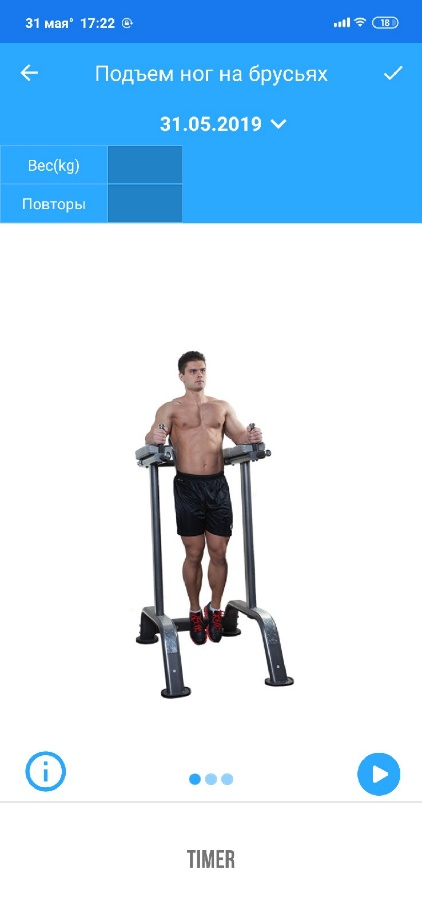 31 мая° 17:22
18
Подъем ног на брусьях
31.05.2019
Вес(kg)
Повторы
TIMER